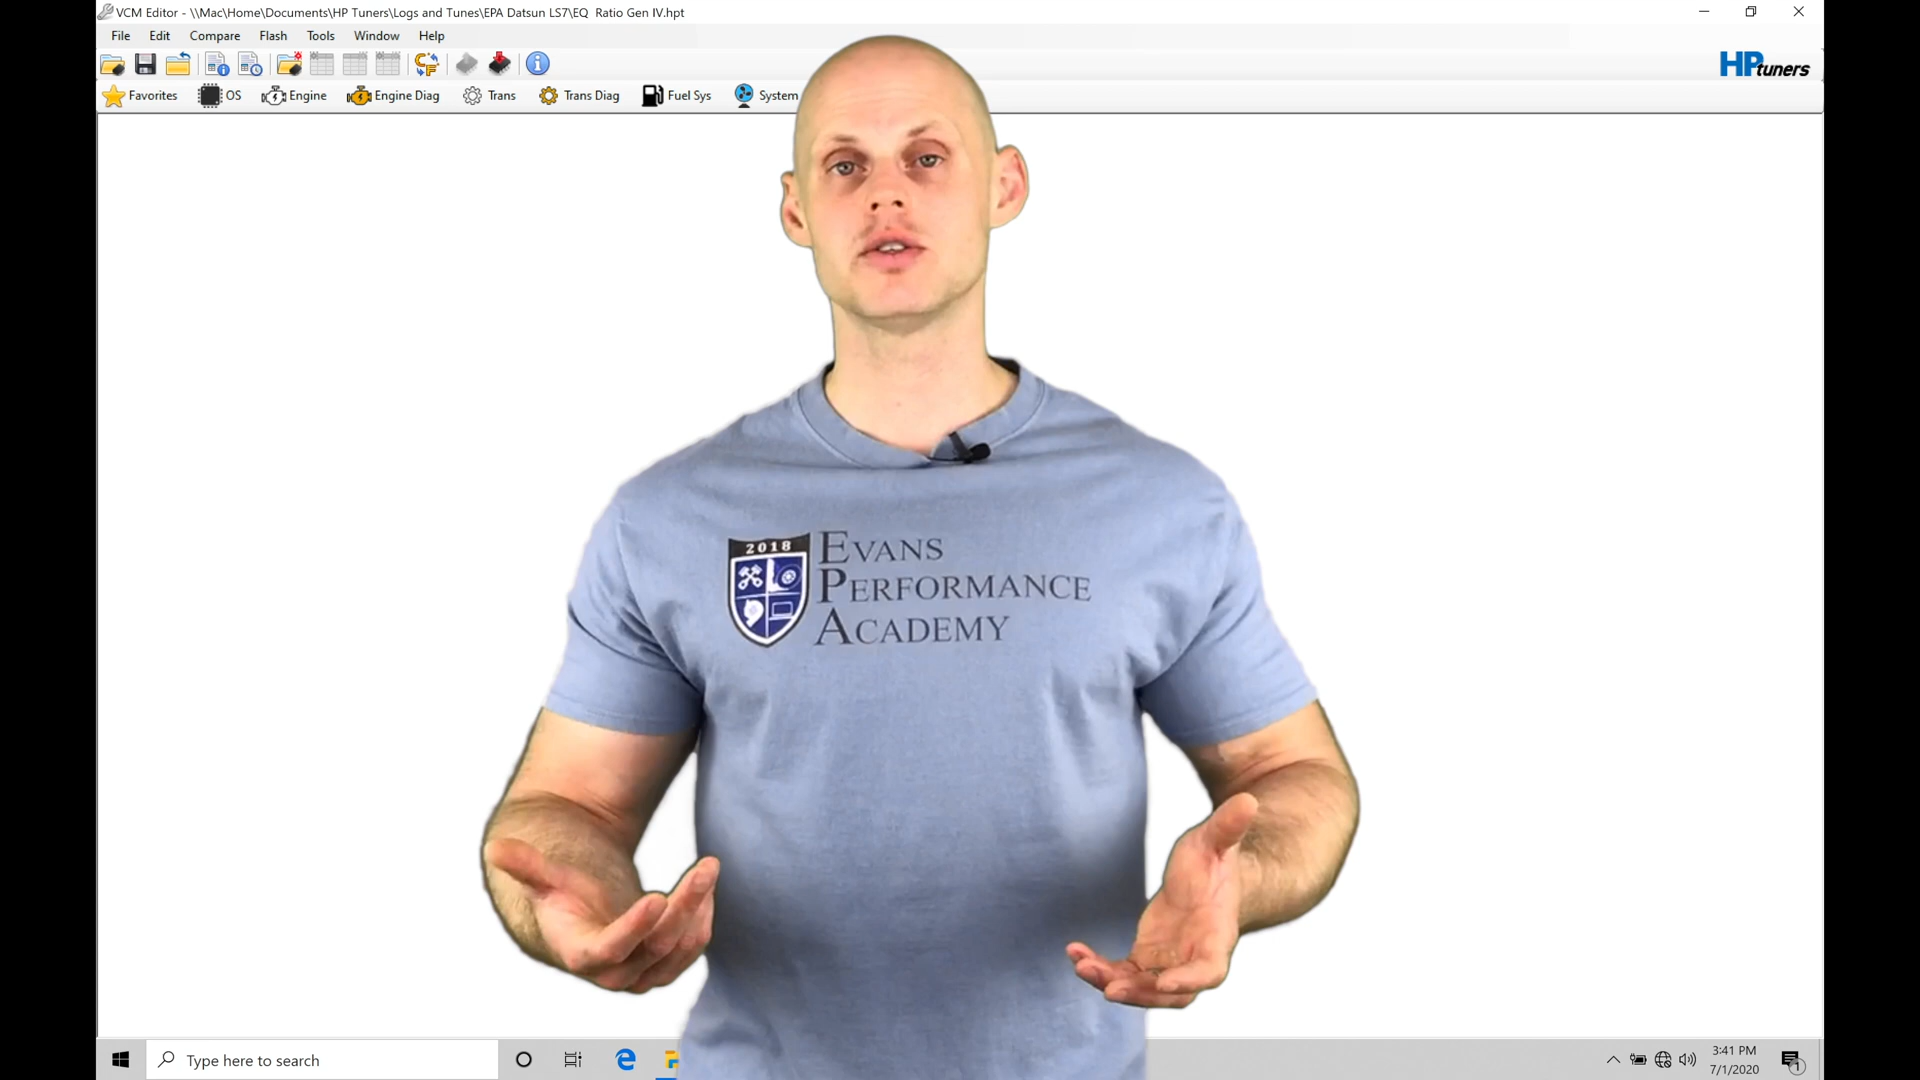 VCM Editor - \\Mac\Home\Documents\HP Tuners\Logs and Tunes\EPA Datsun LS7\EQ Ratio Gen IV.hpt
File Edit Compare Flash Tools Window Help
HPtuners
Favorites OS Engine Engine Diag Trans Trans Diag Fuel Sys System
2018
EVANS
PERFORMANCE
ACADEMY
Type here to search
3:41 PM
7/1/2020
1